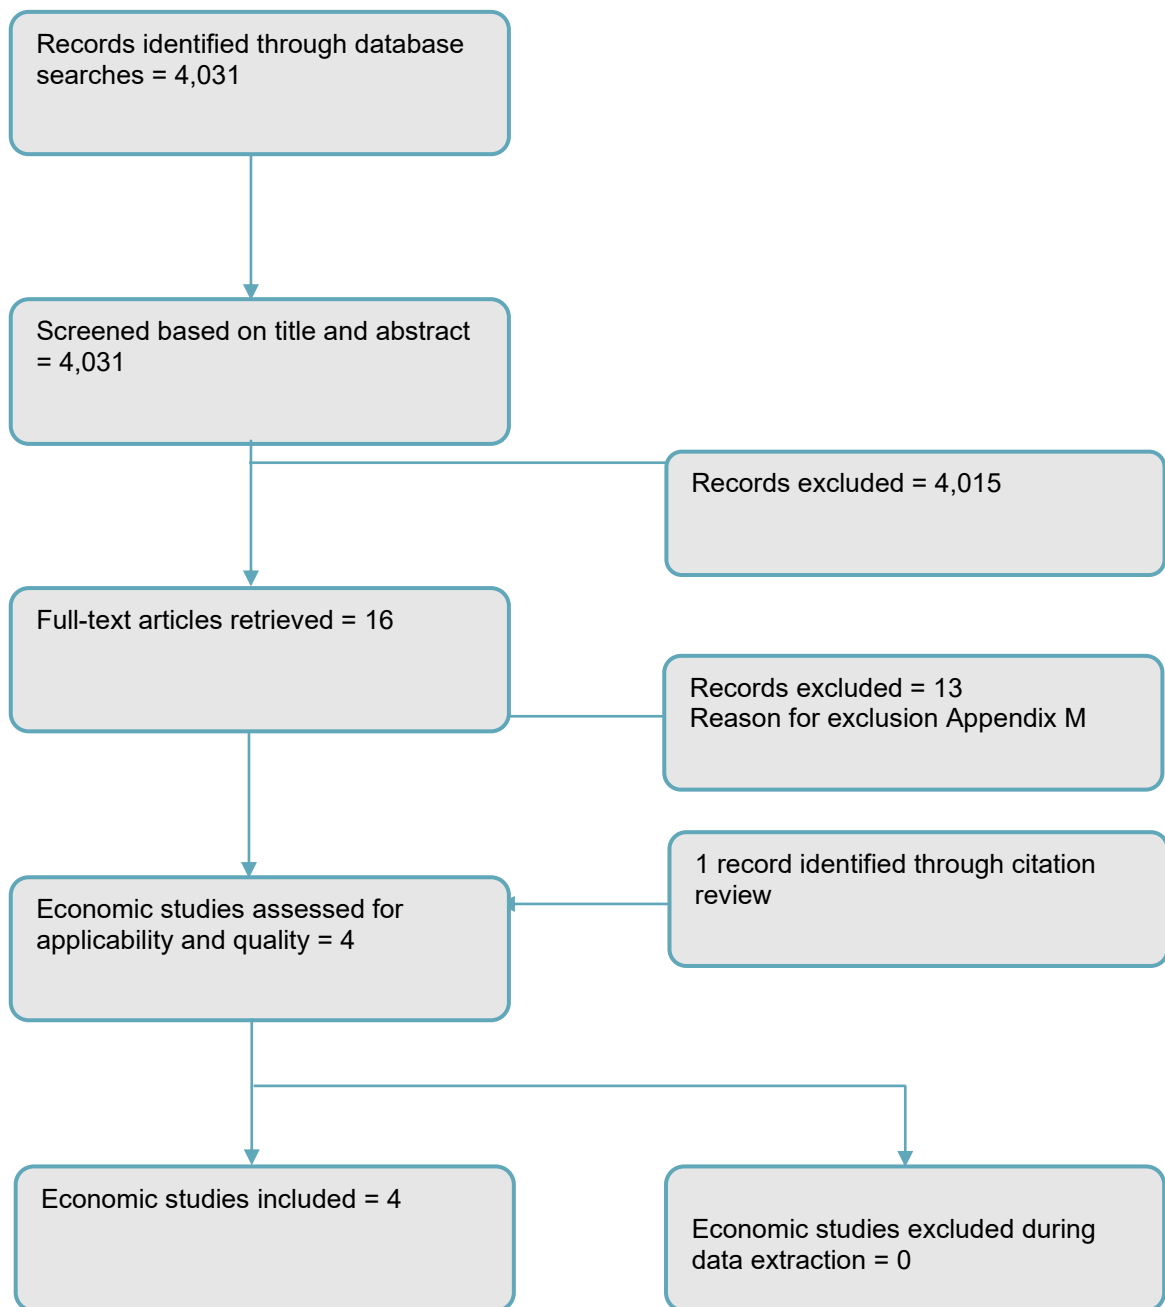 Records identified through database
searches = 4,031
Screened based on title and abstract
= 4,031
Records excluded = 4,015
Full-text articles retrieved = 16
Records excluded = 13
Reason for exclusion Appendix M
1 record identified through citation
review
Economic studies assessed for
applicability and quality = 4
Economic studies included = 4
Economic studies excluded during
data extraction = 0